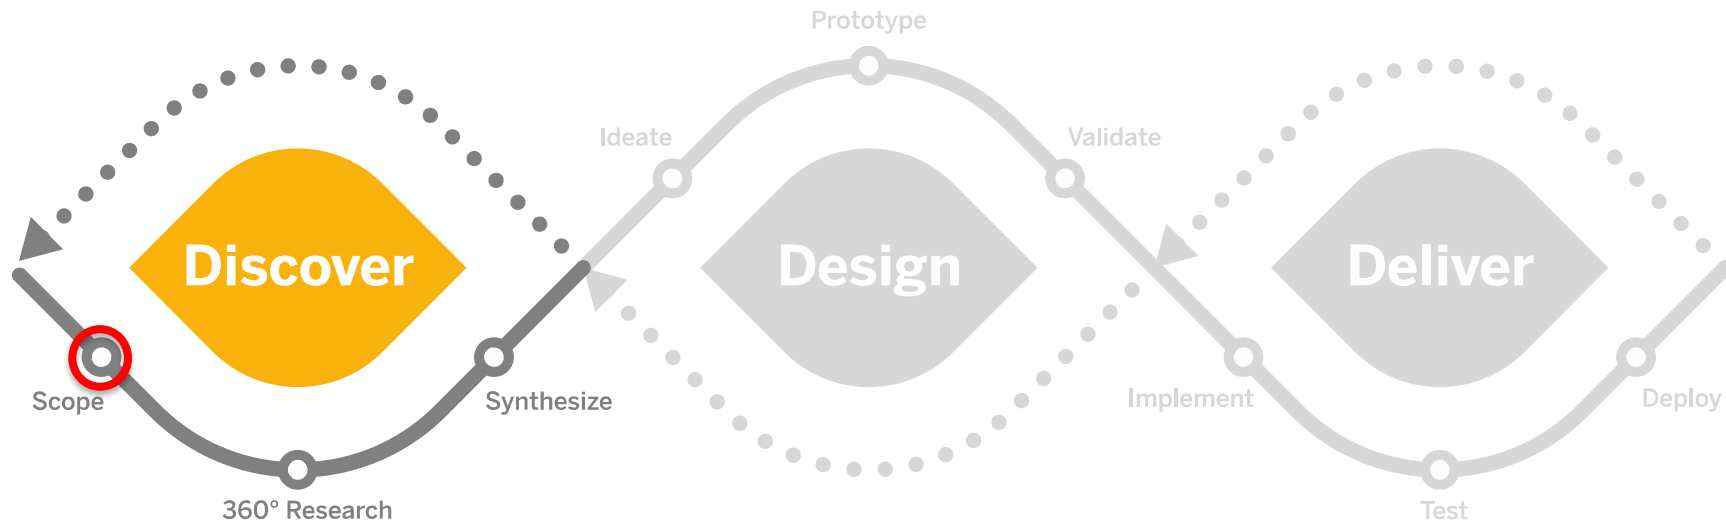 Discover
Scope
360° Research
Synthesize
Design
Ideate
Prototype
Validate
Deliver
Implement
Test
Deploy